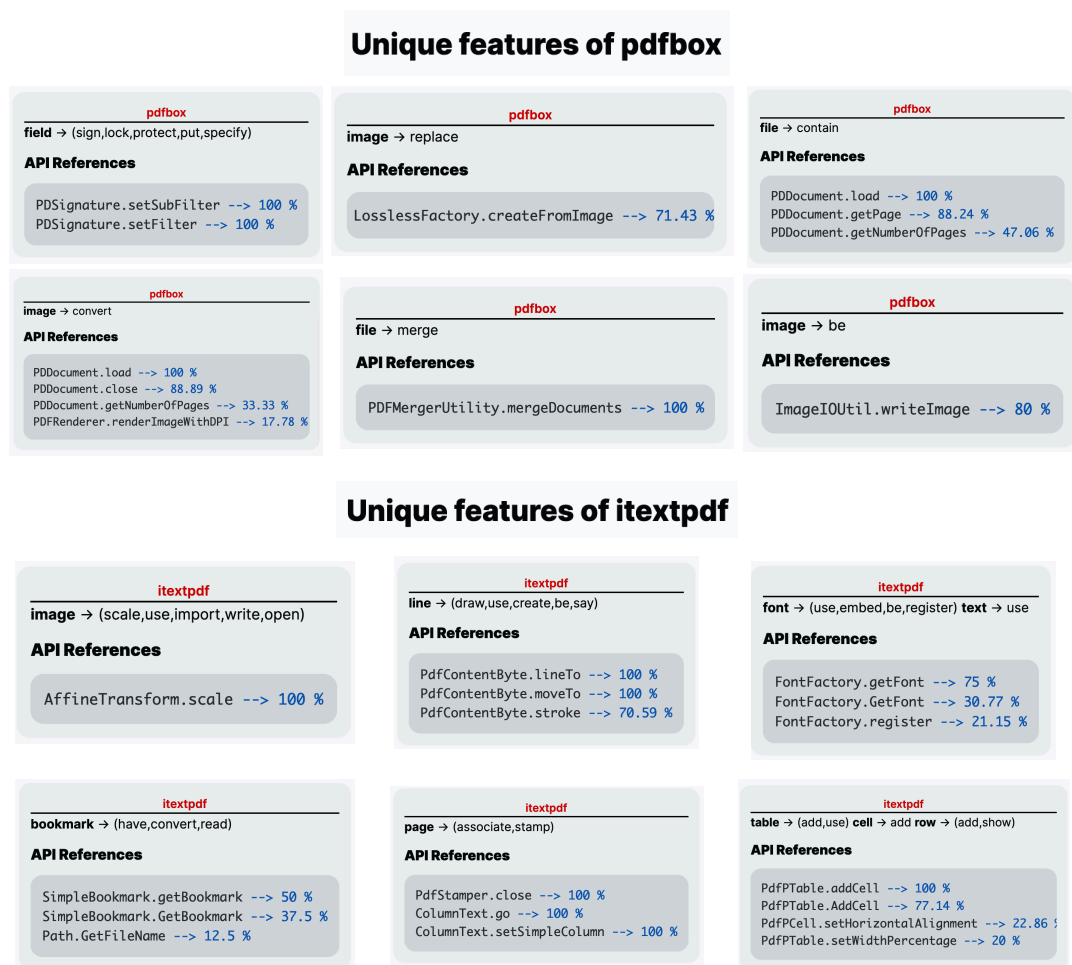 Unique features of pdfbox
pdfbox
field → (sign,lock,protect,put,specify)
API References
PDSignature.setSubFilter --> 100 %
PDSignature.setFilter --> 100 %
pdfbox
image → replace
API References
LosslessFactory.createFromImage --> 71.43 %
pdfbox
file → contain
API References
PDDocument.load --> 100 %
PDDocument.getPage --> 88.24 %
PDDocument.getNumberOfPages --> 47.06 %
pdfbox
image → convert
API References
PDDocument.load --> 100 %
PDDocument.close --> 88.89 %
PDDocument.getNumberOfPages --> 33.33 %
PDFRenderer.renderImageWithDPI --> 17.78 %
pdfbox
file → merge
API References
PDFMergerUtility.mergeDocuments --> 100 %
pdfbox
image → be
API References
ImageIOUtil.writeImage --> 80 %
Unique features of itextpdf
itextpdf
image → (scale,use,import,write,open)
API References
AffineTransform.scale --> 100 %
itextpdf
line → (draw,use,create,be,say)
API References
PdfContentByte.lineTo --> 100 %
PdfContentByte.moveTo --> 100 %
PdfContentByte.stroke --> 70.59 %
itextpdf
font → (use,embed,be,register) text → use
API References
FontFactory.getFont --> 75 %
FontFactory.GetFont --> 30.77 %
FontFactory.register --> 21.15 %
itextpdf
bookmark → (have,convert,read)
API References
SimpleBookmark.getBookmark --> 50 %
SimpleBookmark.GetBookmark --> 37.5 %
Path.GetFileName --> 12.5 %
itextpdf
page → (associate,stamp)
API References
PdfStamper.close --> 100 %
ColumnText.go --> 100 %
ColumnText.setSimpleColumn --> 100 %
itextpdf
table → (add,use) cell → add row → (add,show)
API References
PdfPTable.addCell --> 100 %
PdfPTable.AddCell --> 77.14 %
PdfPCell.setHorizontalAlignment --> 22.86 %
PdfPTable.setWidthPercentage --> 20 %